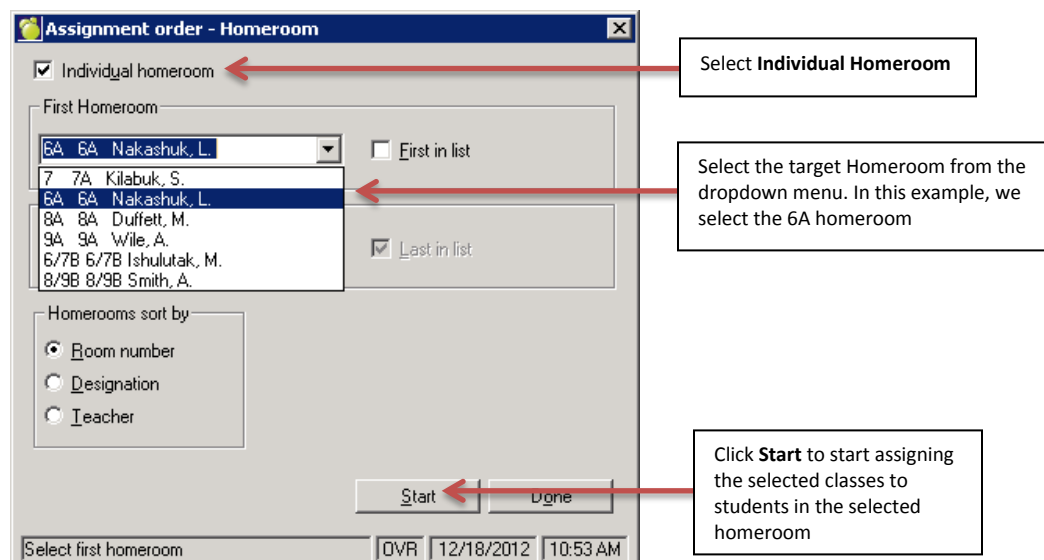 Assignment order - Homeroom
Individual homeroom
Select Individual Homeroom
First Homeroom
6A 6A Nakashuk, L.
First in list
7 7A Kilabuk, S.
6A 6A Nakashuk, L.
8A 8A Duffett, M.
9A 9A Wile, A.
6/7B 6/7B Ishulutak, M.
8/9B 8/9B Smith, A.
Select the target Homeroom from the
dropdown menu. In this example, we
select the 6A homeroom
Last in list
Homerooms sort by
Room number
Designation
Teacher
Click Start to start assigning
the selected classes to
students in the selected
homeroom
Start
Done
Select first homeroom
OVR
12/18/2012
10:53 AM